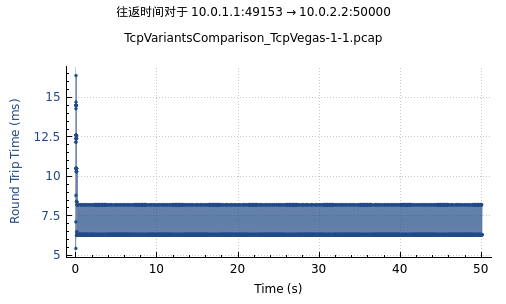 往返时间对于 10.0.1.1:49153 → 10.0.2.2:50000
TcpVariantsComparison_TcpVegas-1-1.pcap
Round Trip Time (ms)
15
12.5
10
7.5
5
0 10 20 30 40 50
Time (s)